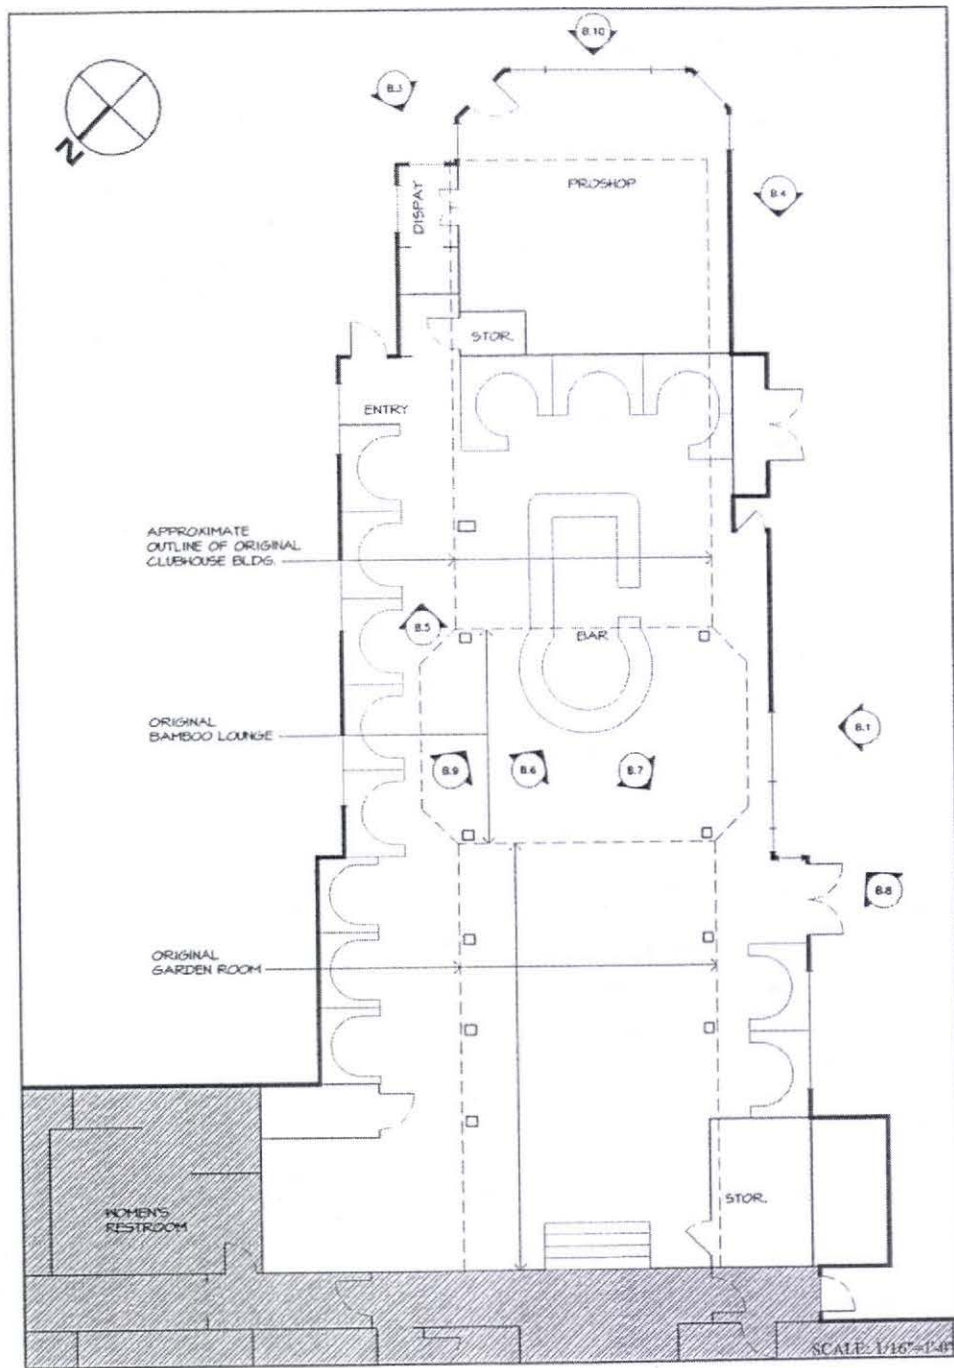 B.10
B.3
N
DISPAY
PROSHOP
B.4
STOR.
ENTRY
APPROXIMATE
OUTLINE OF ORIGINAL
CLUBHOUSE BLDG.
B.5
BAR
ORIGINAL
BAMBOO LOUNGE
B.1
B.9
B.6
B.7
B.8
ORIGINAL
GARDEN ROOM
STOR.
WOMEN'S
RESTROOM
SCALE: 1/16"=1'-0"